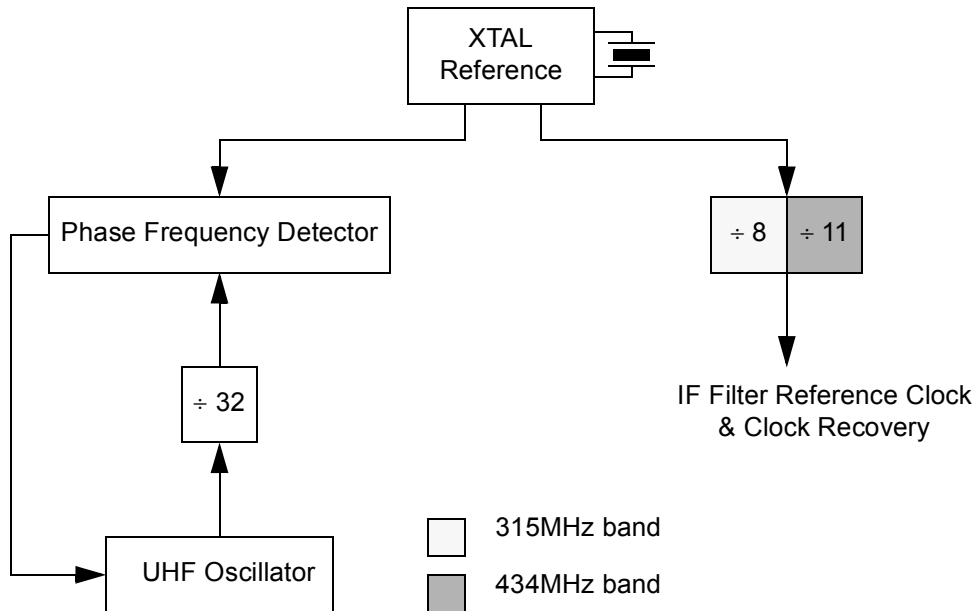 XTAL
Reference
Phase Frequency Detector
÷ 8
÷ 11
÷ 32
IF Filter Reference Clock
& Clock Recovery
UHF Oscillator
315MHz band
434MHz band